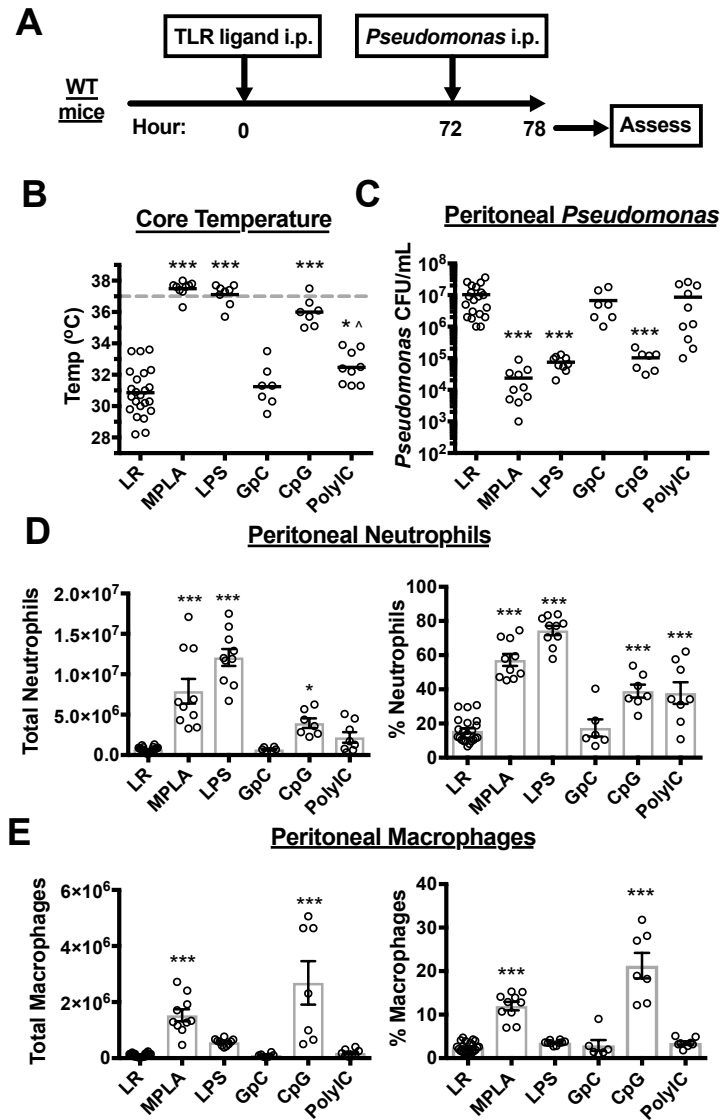 A
TLR ligand i.p.
Pseudomonas i.p.
WT
mice
Hour:
0
72
78
Assess
B
Core Temperature
Temp (⁰C)
38
36
34
32
30
28
***
***
***
* ^
LR
MPLA
LPS
GpC
CpG
PolyIC
C
Peritoneal Pseudomonas
Pseudomonas CFU/mL
10⁸
10⁷
10⁶
10⁵
10⁴
10³
10²
***
***
***
LR
MPLA
LPS
GpC
CpG
PolyIC
D
Peritoneal Neutrophils
Total Neutrophils
2.0×10⁷
1.5×10⁷
1.0×10⁷
5.0×10⁶
0.0
***
***
*
LR
MPLA
LPS
GpC
CpG
PolyIC
% Neutrophils
100
80
60
40
20
0
***
***
***
***
LR
MPLA
LPS
GpC
CpG
PolyIC
E
Peritoneal Macrophages
Total Macrophages
6×10⁶
4×10⁶
2×10⁶
0
***
***
LR
MPLA
LPS
GpC
CpG
PolyIC
% Macrophages
40
30
20
10
0
***
***
LR
MPLA
LPS
GpC
CpG
PolyIC